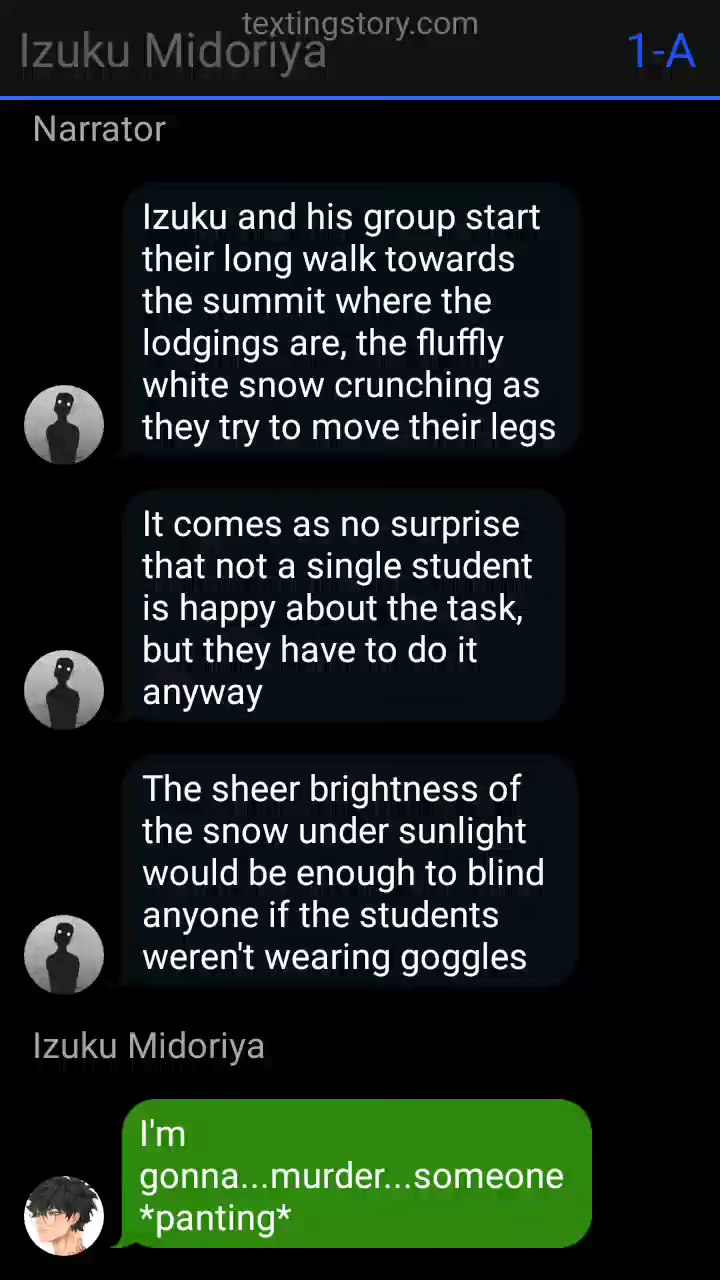 textingstory.com
Izuku Midoriya
1-A
Narrator
Izuku and his group start
their long walk towards
the summit where the
lodgings are, the fluffly
white snow crunching as
they try to move their legs
It comes as no surprise
that not a single student
is happy about the task,
but they have to do it
anyway
The sheer brightness of
the snow under sunlight
would be enough to blind
anyone if the students
weren't wearing goggles
Izuku Midoriya
I'm
gonna...murder...someone
*panting*